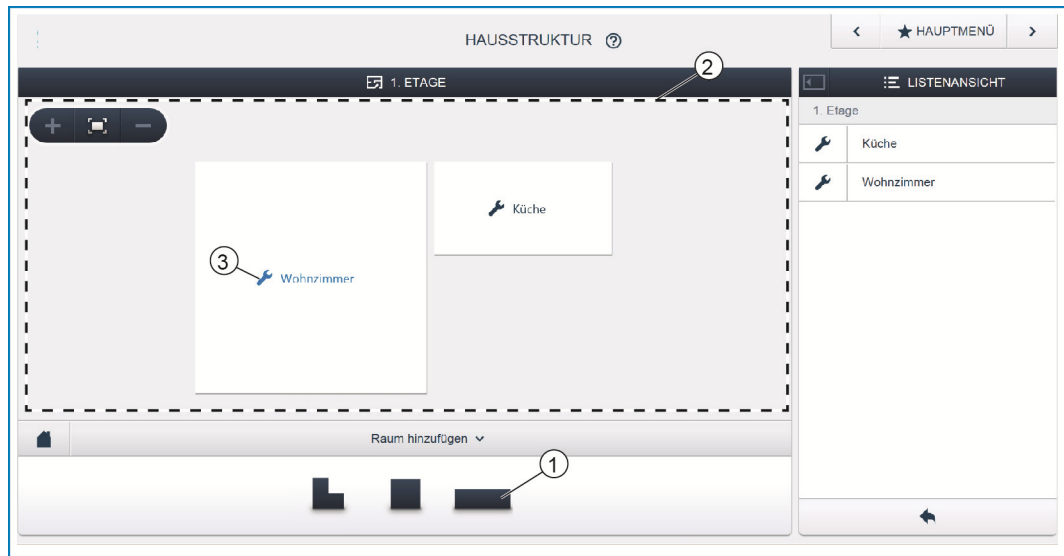 HAUSSTRUKTUR ?
HAUPTMENÜ
2
1. ETAGE
LISTENANSICHT
1. Etage
Küche
Wohnzimmer
Küche
3
Wohnzimmer
Raum hinzufügen
1